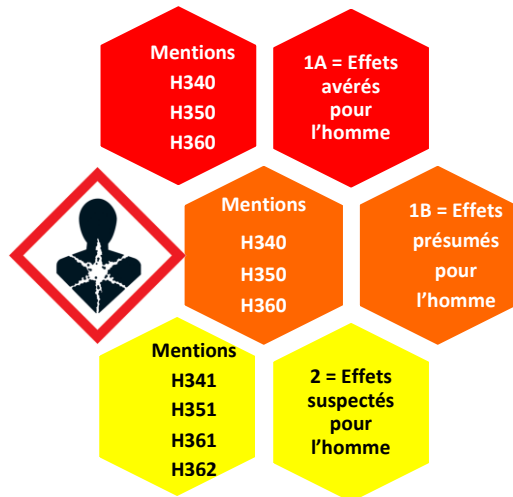 Mentions
H340
H350
H360
1A = Effets
avérés
pour
l’homme
Mentions
H340
H350
H360
1B = Effets
présumés
pour
l’homme
Mentions
H341
H351
H361
H362
2 = Effets
suspectés
pour
l’homme